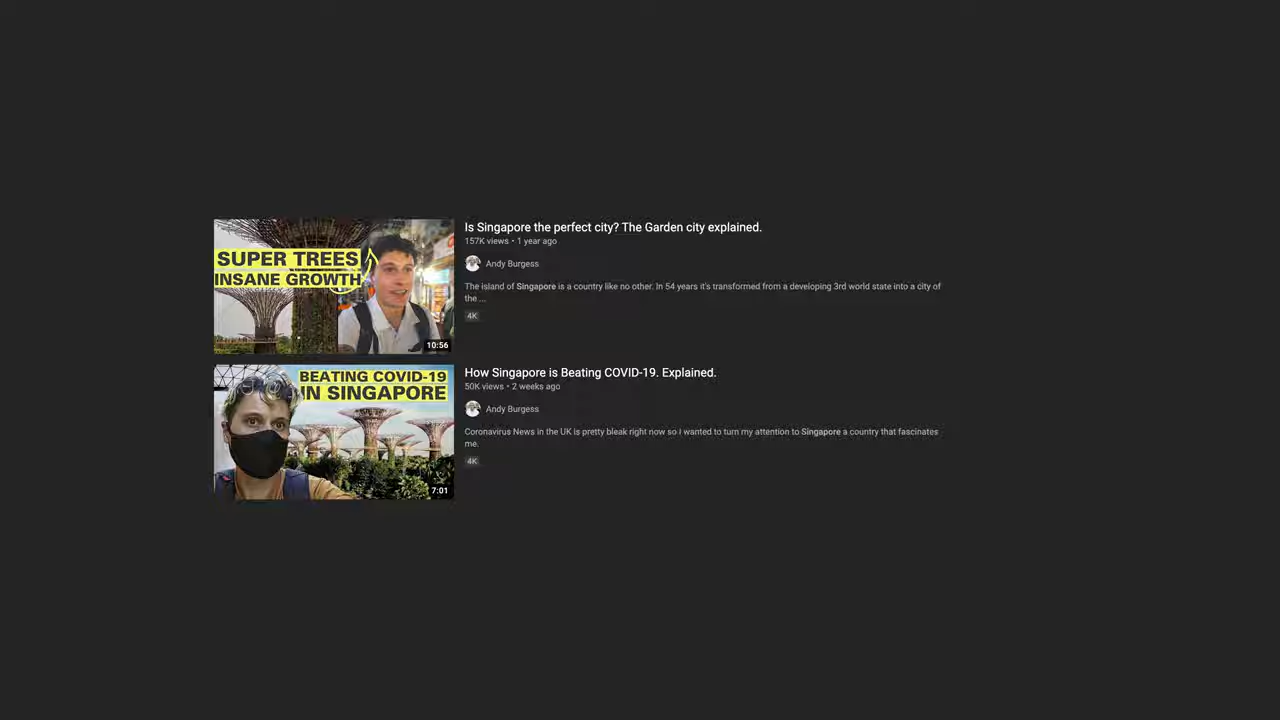 SUPER TREES
INSANE GROWTH
10:56
Is Singapore the perfect city? The Garden city explained.
157K views • 1 year ago
Andy Burgess
The island of Singapore is a country like no other. In 54 years it's transformed from a developing 3rd world state into a city of
the ...
4K
BEATING COVID-19
IN SINGAPORE
7:01
How Singapore is Beating COVID-19. Explained.
50K views • 2 weeks ago
Andy Burgess
Coronavirus News in the UK is pretty bleak right now so I wanted to turn my attention to Singapore a country that fascinates
me.
4K